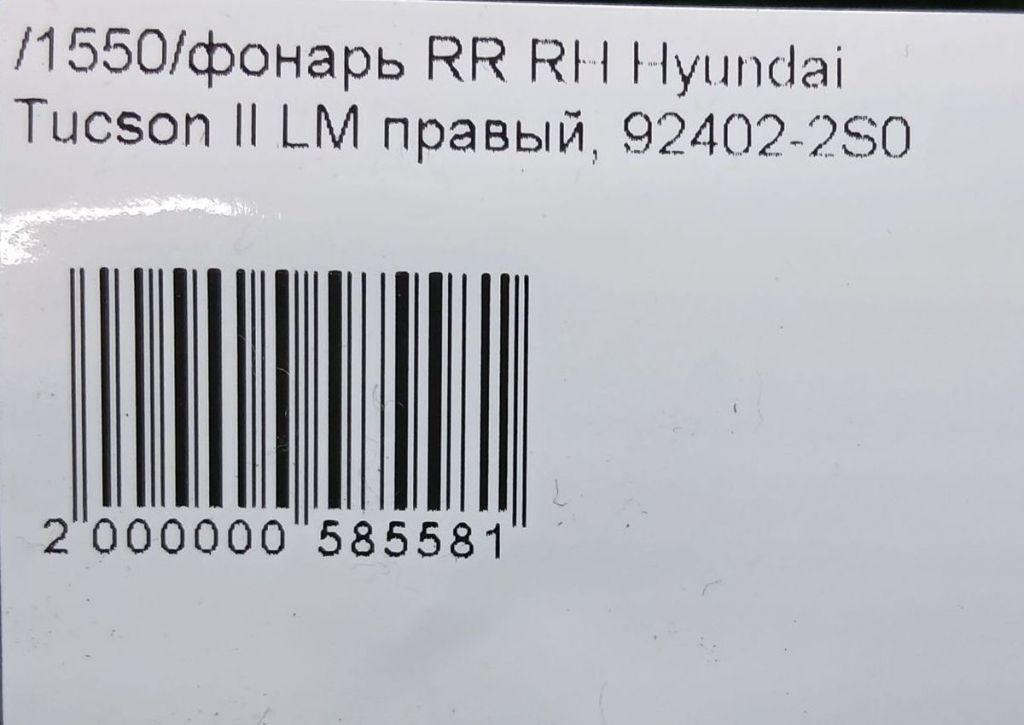 /1550/фонарь RR RH Hyundai
Tucson II LM правый, 92402-2S0
2 000000 585581